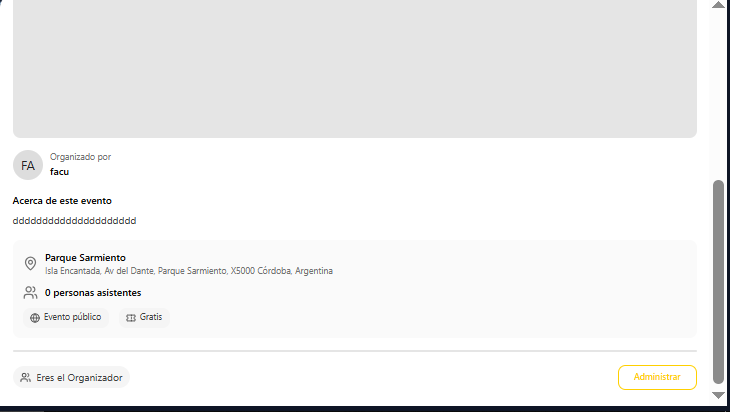 FA
Organizado por
facu
Acerca de este evento
ddddddddddddddddddddd
Parque Sarmiento
Isla Encantada, Av del Dante, Parque Sarmiento, X5000 Córdoba, Argentina
0 personas asistentes
Evento público
Gratis
Eres el Organizador
Administrar